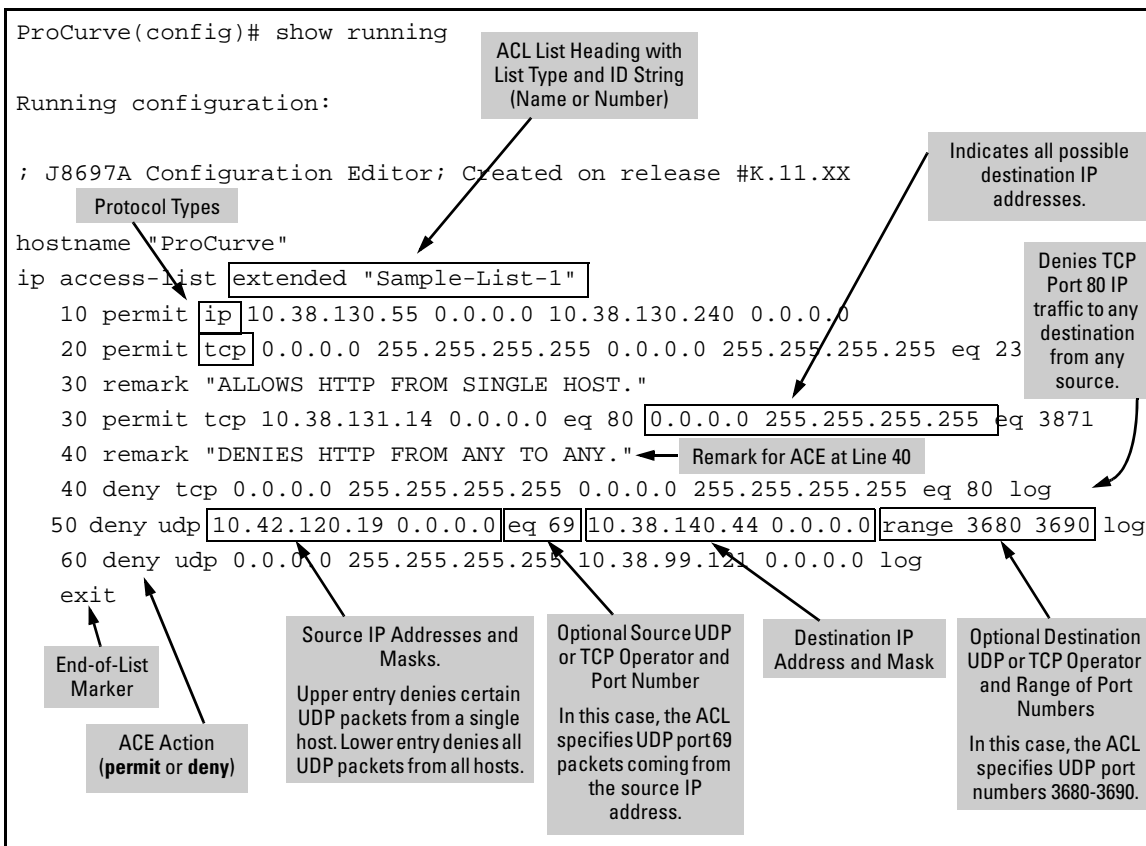 ProCurve(config)# show running
ACL List Heading with
List Type and ID String
(Name or Number)
Running configuration:
Indicates all possible
destination IP
addresses.
; J8697A Configuration Editor; Created on release #K.11.XX
Protocol Types
hostname "ProCurve"
ip access-list extended "Sample-List-1"
Denies TCP
Port 80 IP
traffic to any
destination
from any
source.
10 permit ip 10.38.130.55 0.0.0.0 10.38.130.240 0.0.0.0
20 permit tcp 0.0.0.0 255.255.255.255 0.0.0.0 255.255.255.255 eq 23
30 remark "ALLOWS HTTP FROM SINGLE HOST."
30 permit tcp 10.38.131.14 0.0.0.0 eq 80 0.0.0.0 255.255.255.255 eq 3871
40 remark "DENIES HTTP FROM ANY TO ANY."
Remark for ACE at Line 40
40 deny tcp 0.0.0.0 255.255.255.255 0.0.0.0 255.255.255.255 eq 80 log
50 deny udp 10.42.120.19 0.0.0.0 eq 69 10.38.140.44 0.0.0.0 range 3680 3690 log
60 deny udp 0.0.0.0 255.255.255.255 10.38.99.121 0.0.0.0 log
exit
End-of-List
Marker
ACE Action
(permit or deny)
Source IP Addresses and
Masks.
Upper entry denies certain
UDP packets from a single
host. Lower entry denies all
UDP packets from all hosts.
Optional Source UDP
or TCP Operator and
Port Number
In this case, the ACL
specifies UDP port 69
packets coming from
the source IP
address.
Destination IP
Address and Mask
Optional Destination
UDP or TCP Operator
and Range of Port
Numbers
In this case, the ACL
specifies UDP port
numbers 3680-3690.